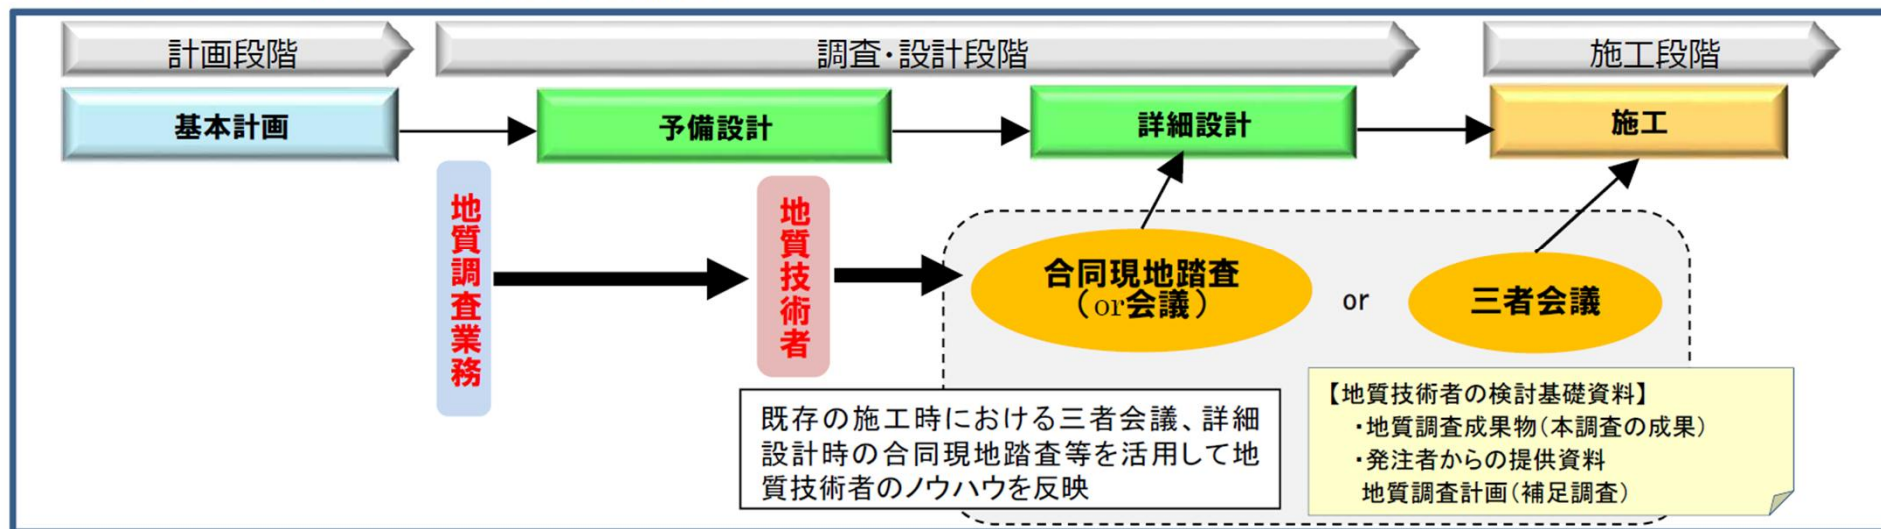 計画段階
調査・設計段階
施工段階
基本計画
予備設計
詳細設計
施工
地質調査業務
地質技術者
合同現地踏査
（or会議）
or
三者会議
既存の施工時における三者会議、詳細
設計時の合同現地踏査等を活用して地
質技術者のノウハウを反映
【地質技術者の検討基礎資料】
・地質調査成果物（本調査の成果）
・発注者からの提供資料
地質調査計画（補足調査）